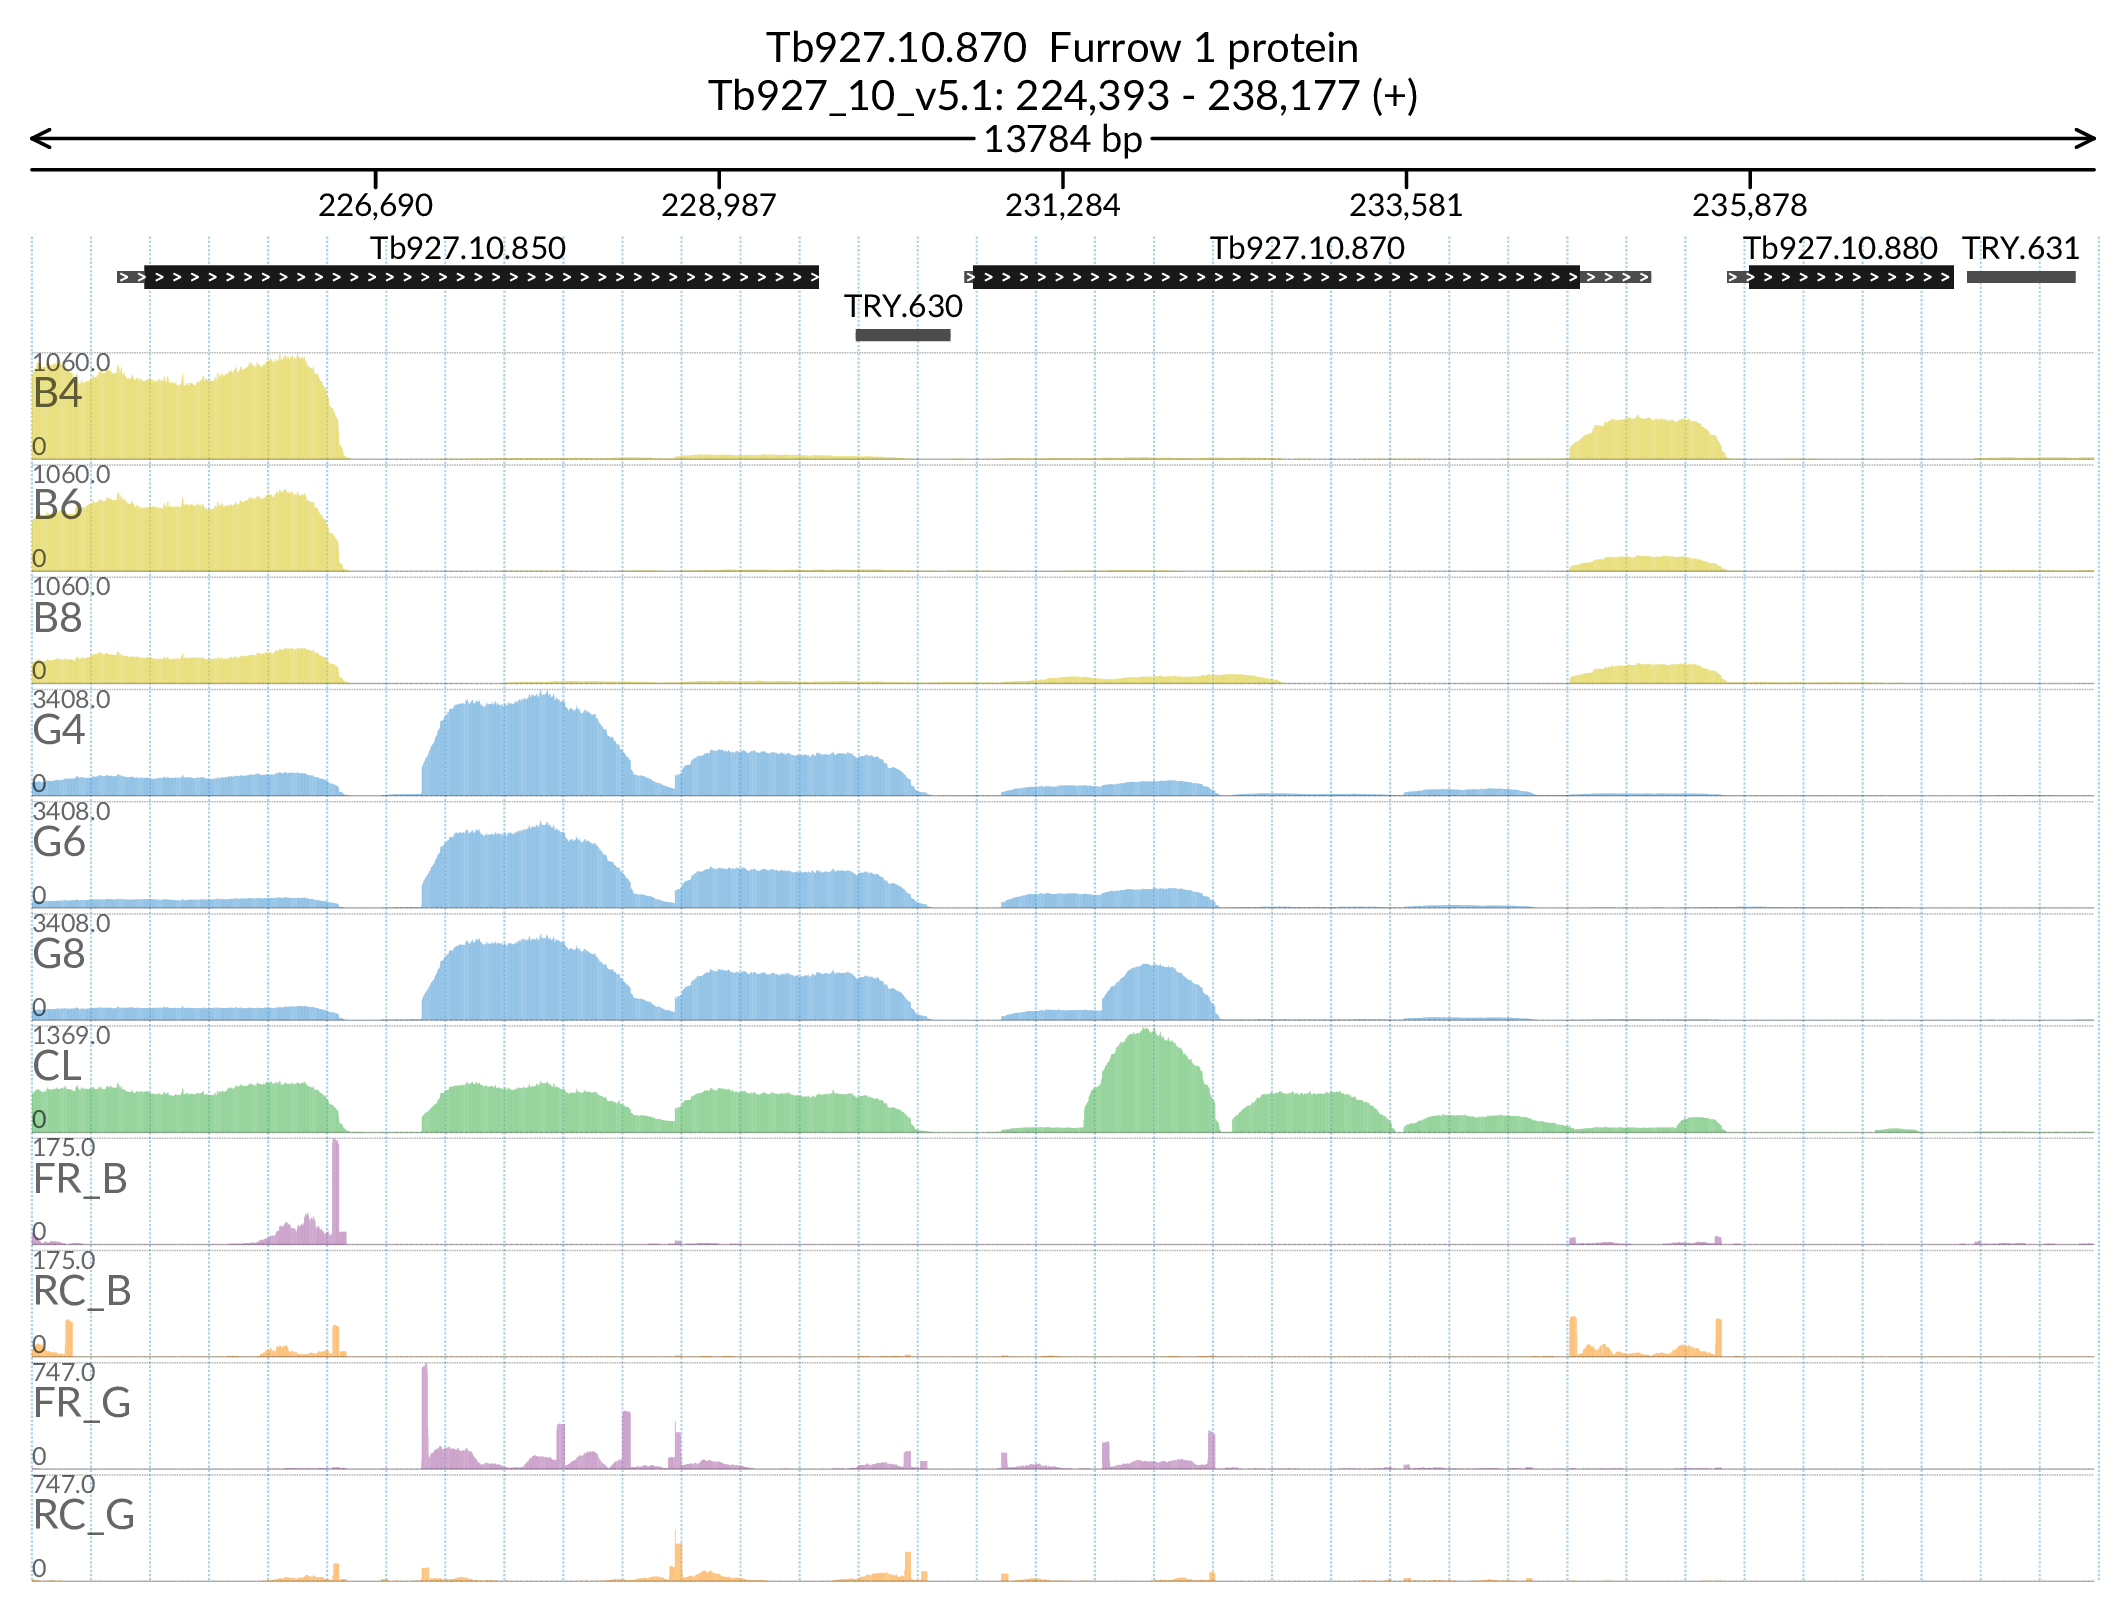 Tb927.10.870  Furrow 1 protein
Tb927_10_v5.1: 224,393 - 238,177 (+)
13784 bp
226,690 228,987 231,284 233,581 235,878
Tb927.10.850 Tb927.10.870 Tb927.10.880 TRY.631
TRY.630
1060.0
B4
0
1060.0
B6
0
1060.0
B8
0
3408.0
G4
0
3408.0
G6
0
3408.0
G8
0
1369.0
CL
0
175.0
FR_B
0
175.0
RC_B
0
747.0
FR_G
0
747.0
RC_G
0